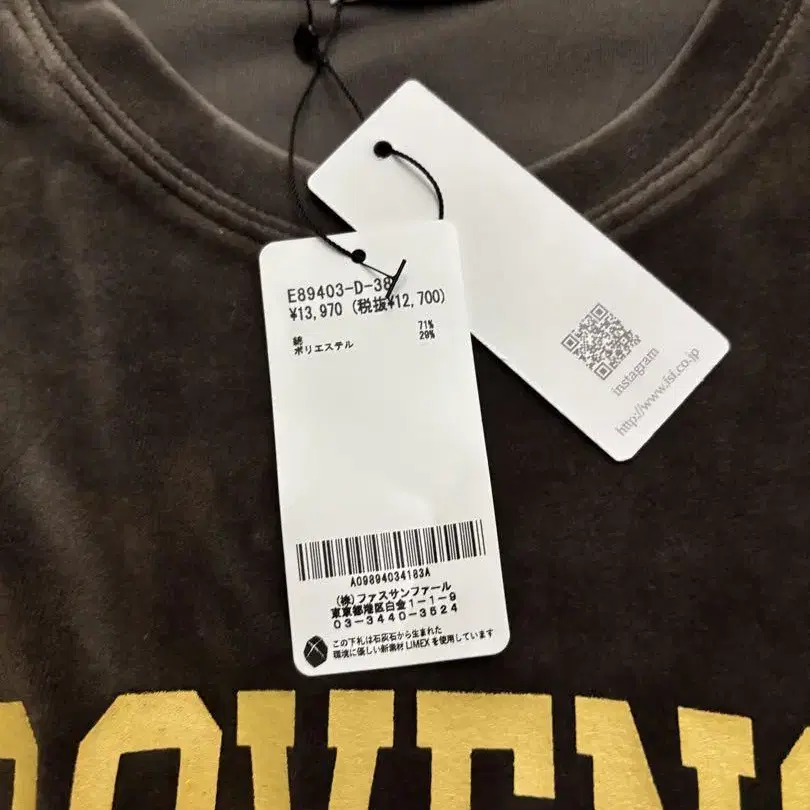 E89403-D-38
¥13,970 (税抜¥12,700)
綿 71%
ポリエステル 29%
A09894034183A
(株)ファスサンファール
東京都港区白金1-1-9
03-3440-3524
この下札は石灰石から生まれた
環境に優しい新素材 LIMEX を使用しています
instagram
http://www.isi.co.jp
ROVENC